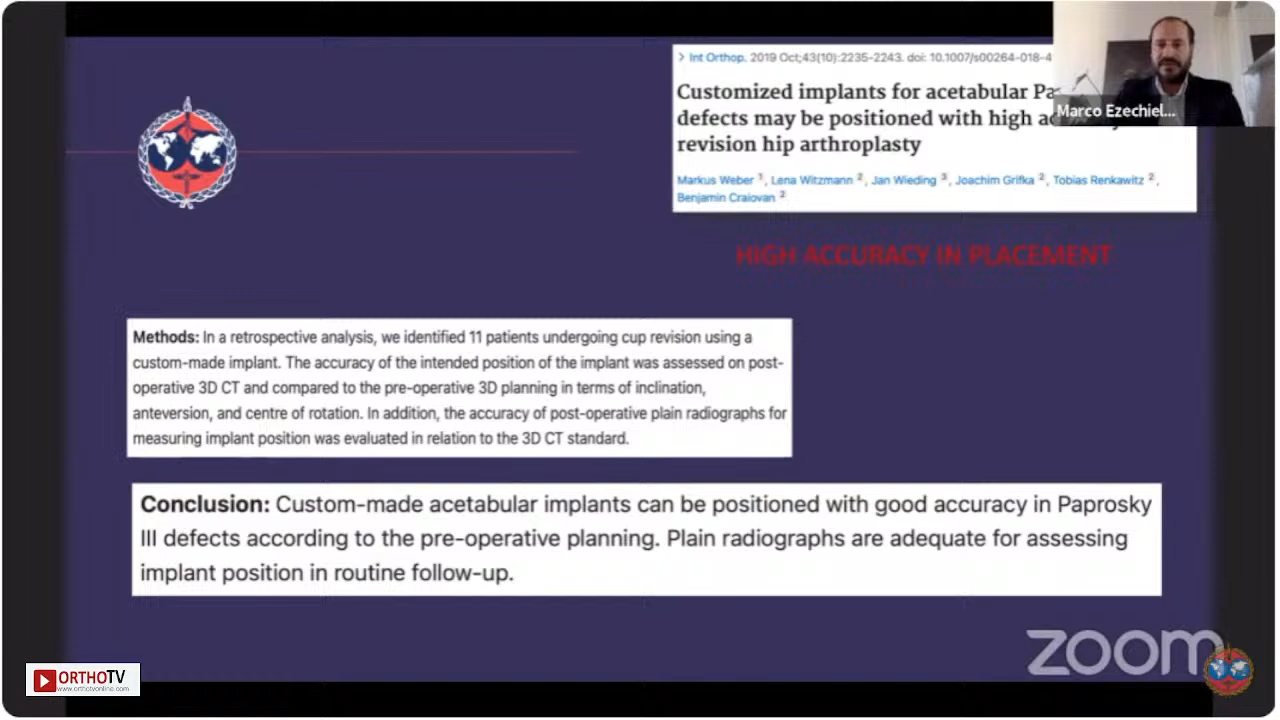 > Int Orthop. 2019 Oct;43(10):2235-2243. doi: 10.1007/s00264-018-4
Customized implants for acetabular Pa
defects may be positioned with high a
revision hip arthroplasty
Markus Weber 1, Lena Witzmann 2, Jan Wieding 3, Joachim Grifka 2, Tobias Renkawitz 2,
Benjamin Craiovan 2
Marco Ezechiel...
HIGH ACCURACY IN PLACEMENT
Methods: In a retrospective analysis, we identified 11 patients undergoing cup revision using a
custom-made implant. The accuracy of the intended position of the implant was assessed on post-
operative 3D CT and compared to the pre-operative 3D planning in terms of inclination,
anteversion, and centre of rotation. In addition, the accuracy of post-operative plain radiographs for
measuring implant position was evaluated in relation to the 3D CT standard.
Conclusion: Custom-made acetabular implants can be positioned with good accuracy in Paprosky
III defects according to the pre-operative planning. Plain radiographs are adequate for assessing
implant position in routine follow-up.
zoom
ORTHOTV
www.orthotvonline.com